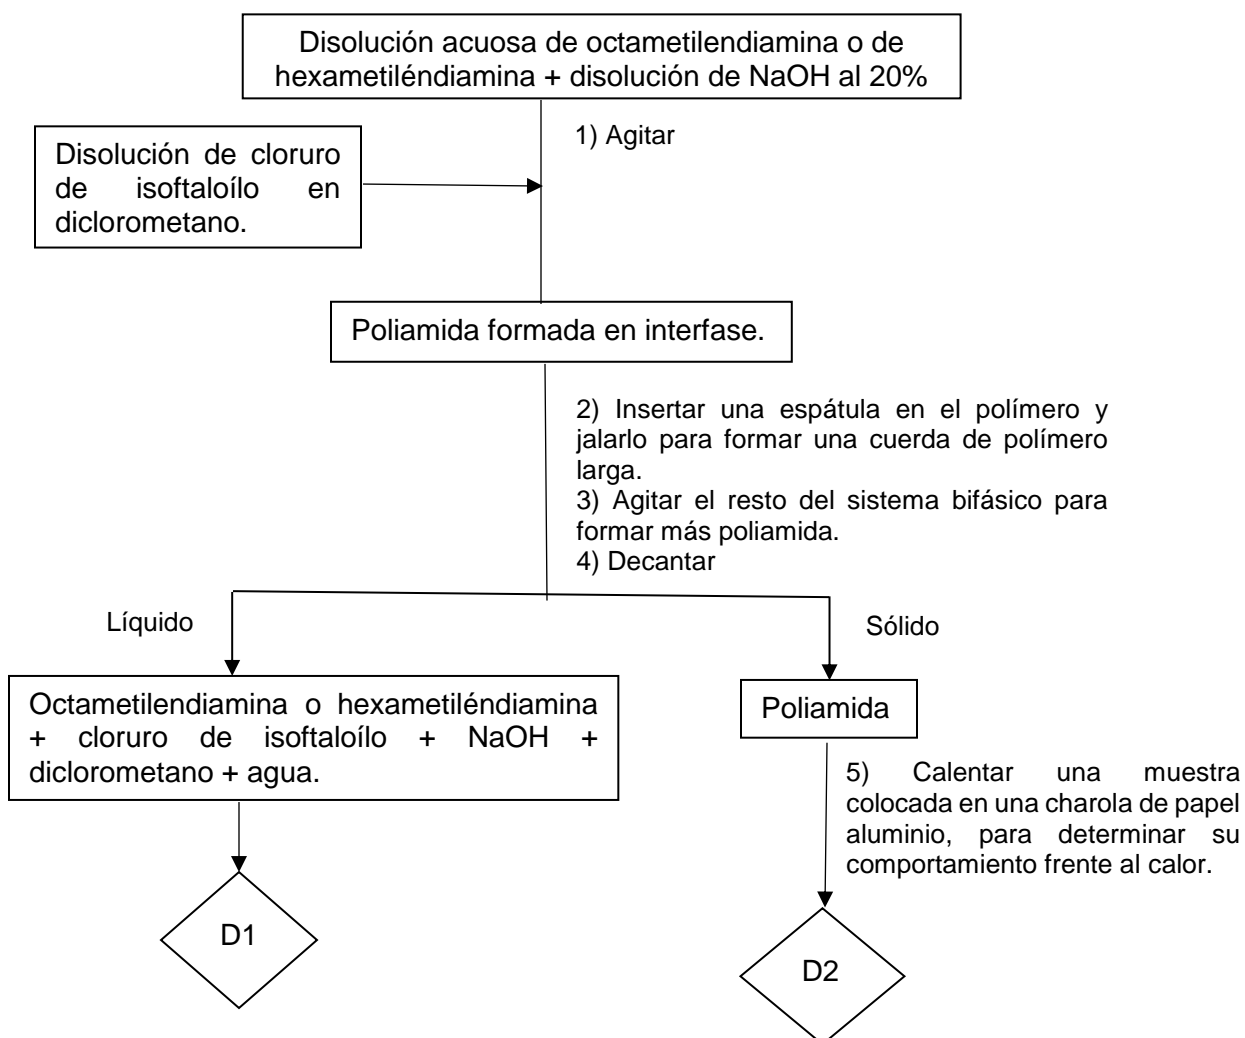 Disolución acuosa de octametilendiamina o de
hexametiléndiamina + disolución de NaOH al 20%
1) Agitar
Disolución de cloruro
de isoftaloílo en
diclorometano.
Poliamida formada en interfase.
2) Insertar una espátula en el polímero y
jalarlo para formar una cuerda de polímero
larga.
3) Agitar el resto del sistema bifásico para
formar más poliamida.
4) Decantar
Líquido
Sólido
Octametilendiamina o hexametiléndiamina
+ cloruro de isoftaloílo + NaOH +
diclorometano + agua.
Poliamida
5) Calentar una muestra
colocada en una charola de papel
aluminio, para determinar su
comportamiento frente al calor.
D1
D2